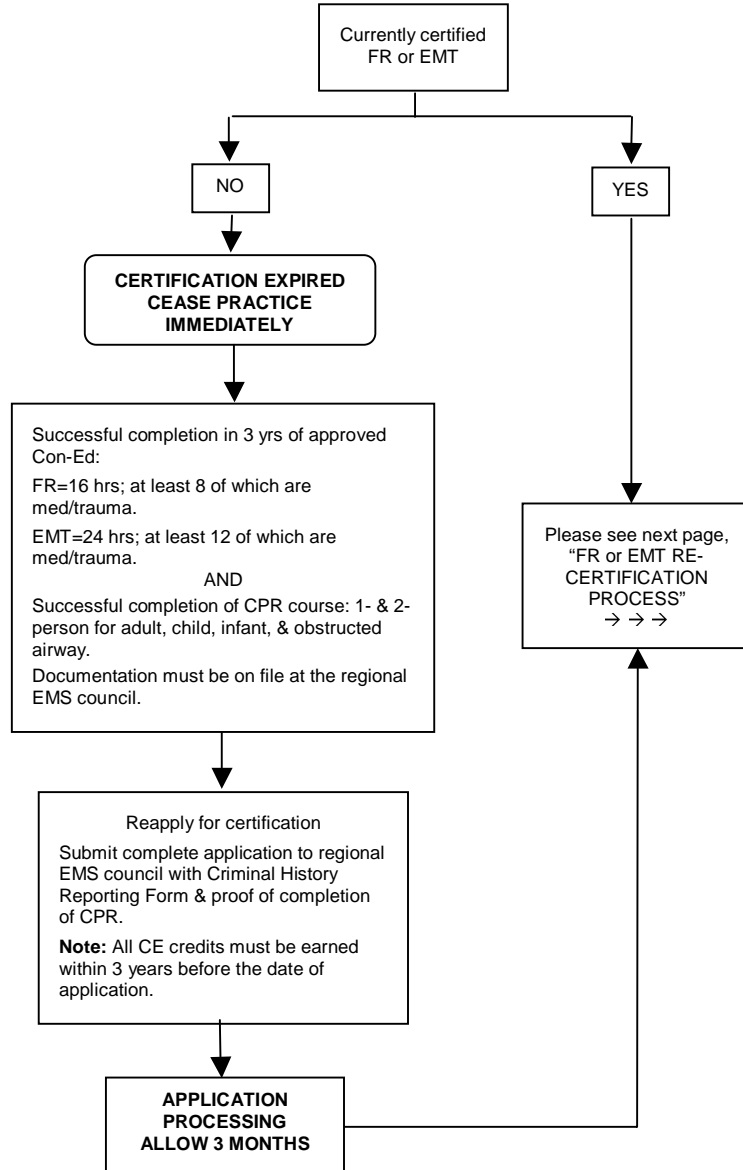 Currently certified
FR or EMT
NO
YES
CERTIFICATION EXPIRED
CEASE PRACTICE
IMMEDIATELY
Successful completion in 3 yrs of approved
Con-Ed:
FR=16 hrs; at least 8 of which are
med/trauma.
EMT=24 hrs; at least 12 of which are
med/trauma.
AND
Successful completion of CPR course: 1- & 2-
person for adult, child, infant, & obstructed
airway.
Documentation must be on file at the regional
EMS council.
Please see next page,
“FR or EMT RE-
CERTIFICATION
PROCESS”
→ → →
Reapply for certification
Submit complete application to regional
EMS council with Criminal History
Reporting Form & proof of completion
of CPR.
Note: All CE credits must be earned
within 3 years before the date of
application.
APPLICATION
PROCESSING
ALLOW 3 MONTHS